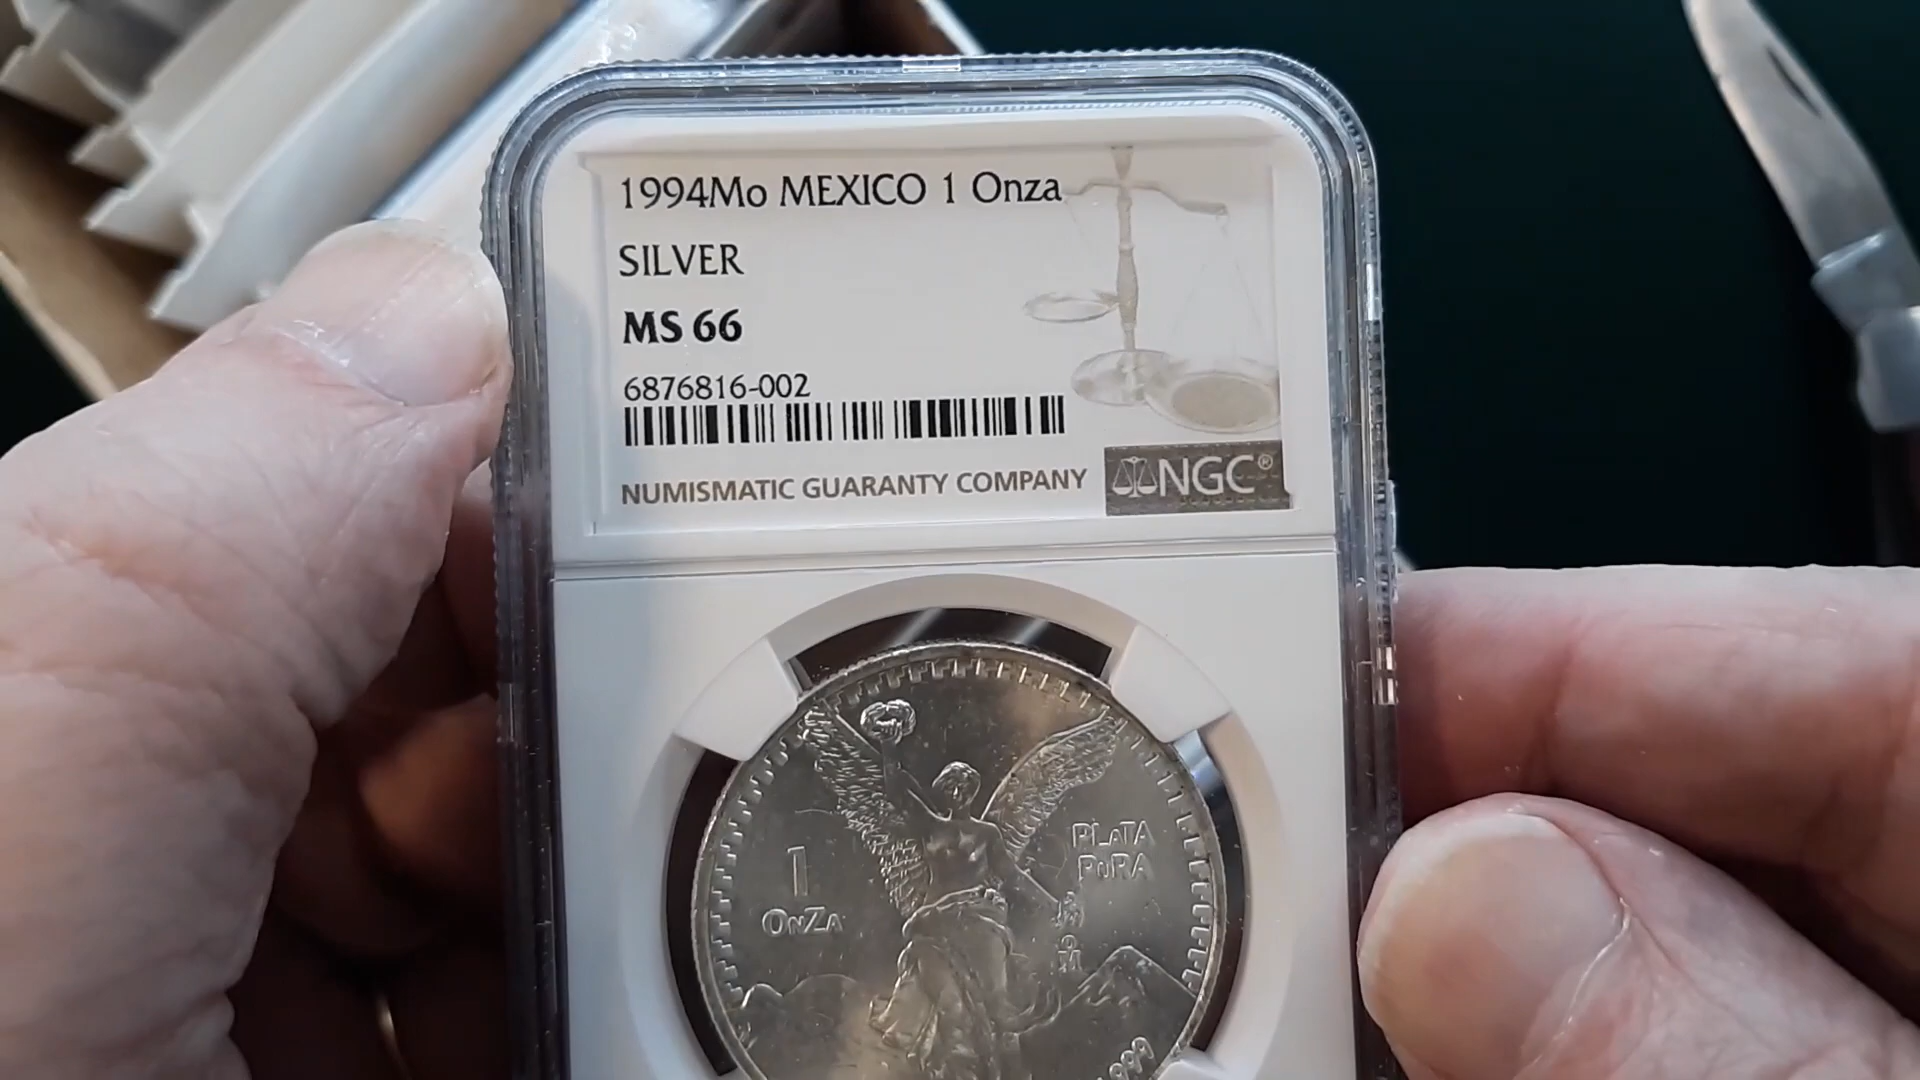 1994Mo MEXICO 1 Onza
SILVER
MS 66
6876816-002
NUMISMATIC GUARANTY COMPANY
NGC®
1
ONZA
PLATA
PURA